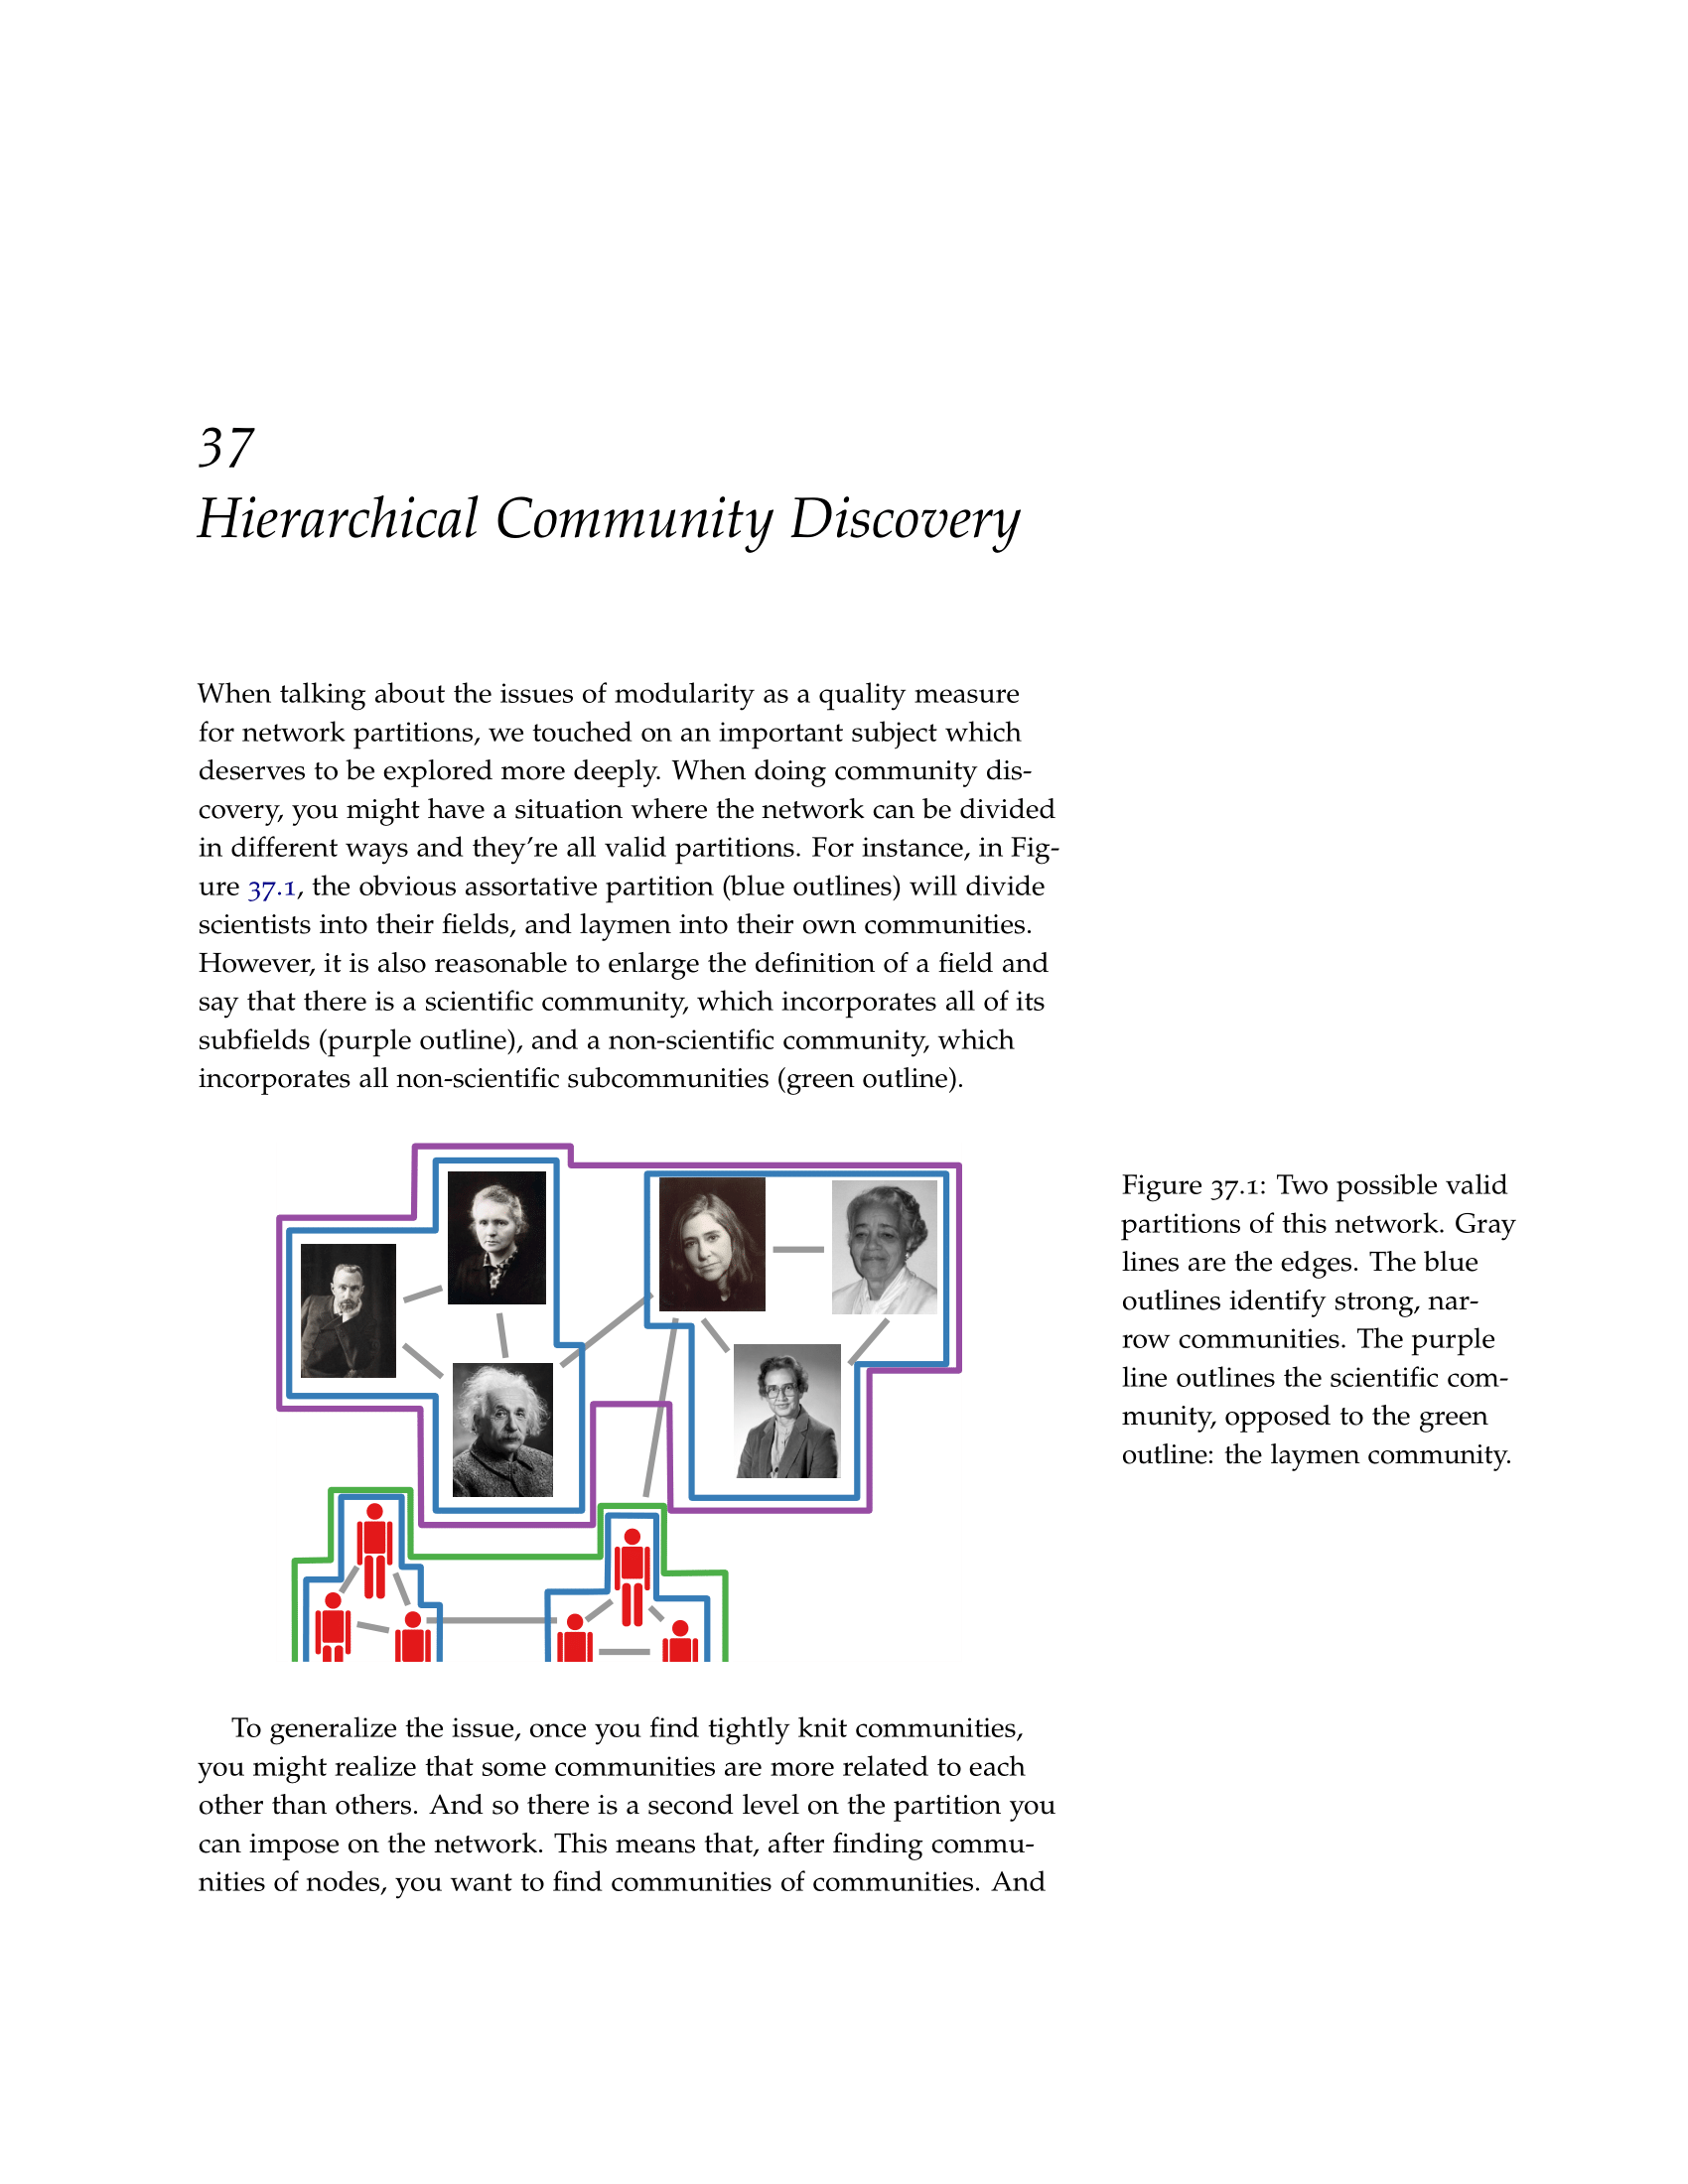 37
Hierarchical Community Discovery
When talking about the issues of modularity as a quality measure
for network partitions, we touched on an important subject which
deserves to be explored more deeply. When doing community dis-
covery, you might have a situation where the network can be divided
in different ways and they're all valid partitions. For instance, in Fig-
ure 37.1, the obvious assortative partition (blue outlines) will divide
scientists into their fields, and laymen into their own communities.
However, it is also reasonable to enlarge the definition of a field and
say that there is a scientific community, which incorporates all of its
subfields (purple outline), and a non-scientific community, which
incorporates all non-scientific subcommunities (green outline).
Figure 37.1: Two possible valid
partitions of this network. Gray
lines are the edges. The blue
outlines identify strong, nar-
row communities. The purple
line outlines the scientific com-
munity, opposed to the green
outline: the laymen community.
To generalize the issue, once you find tightly knit communities,
you might realize that some communities are more related to each
other than others. And so there is a second level on the partition you
can impose on the network. This means that, after finding commu-
nities of nodes, you want to find communities of communities. And